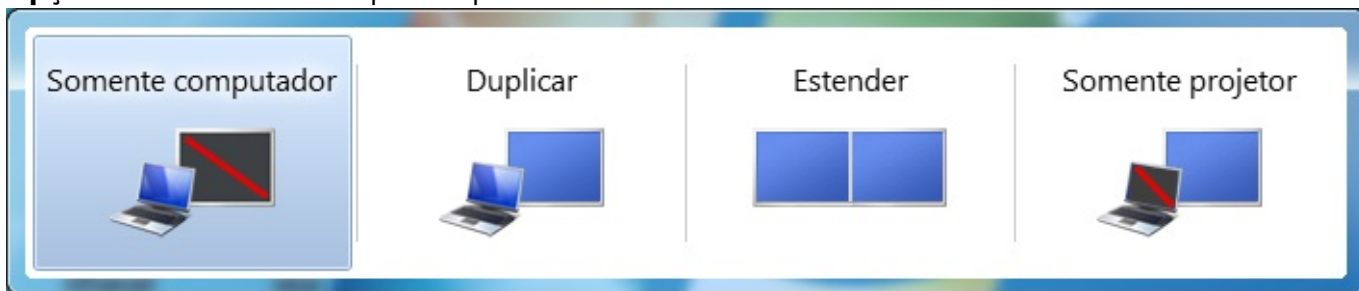 Somente computador
Duplicar
Estender
Somente projetor